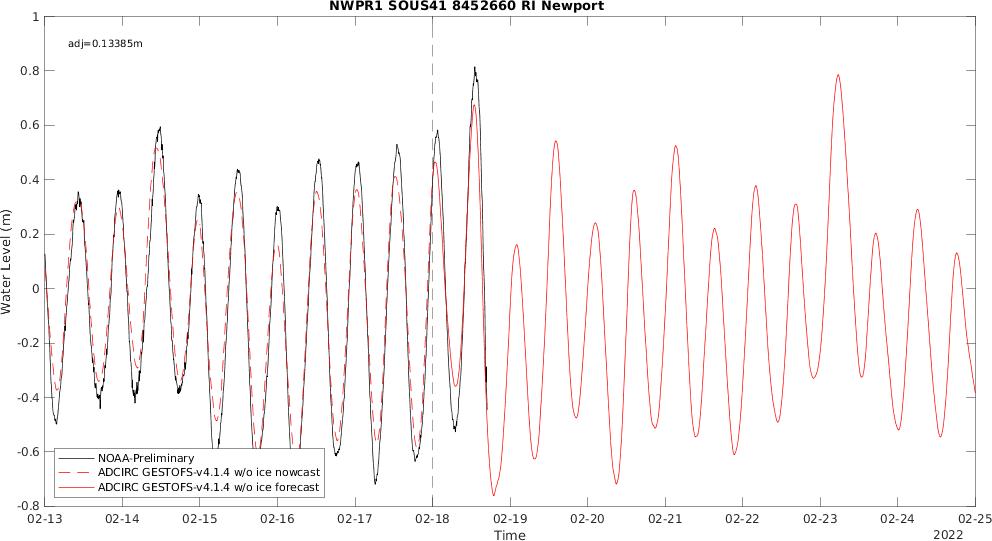 NWPR1 SOUS41 8452660 RI Newport
adj=0.13385m
1
0.8
0.6
0.4
0.2
0
-0.2
-0.4
-0.6
-0.8
Water Level (m)
NOAA-Preliminary
ADCIRC GESTOFS-v4.1.4 w/o ice nowcast
ADCIRC GESTOFS-v4.1.4 w/o ice forecast
02-13 02-14 02-15 02-16 02-17 02-18 02-19 02-20 02-21 02-22 02-23 02-24 02-25
Time
2022